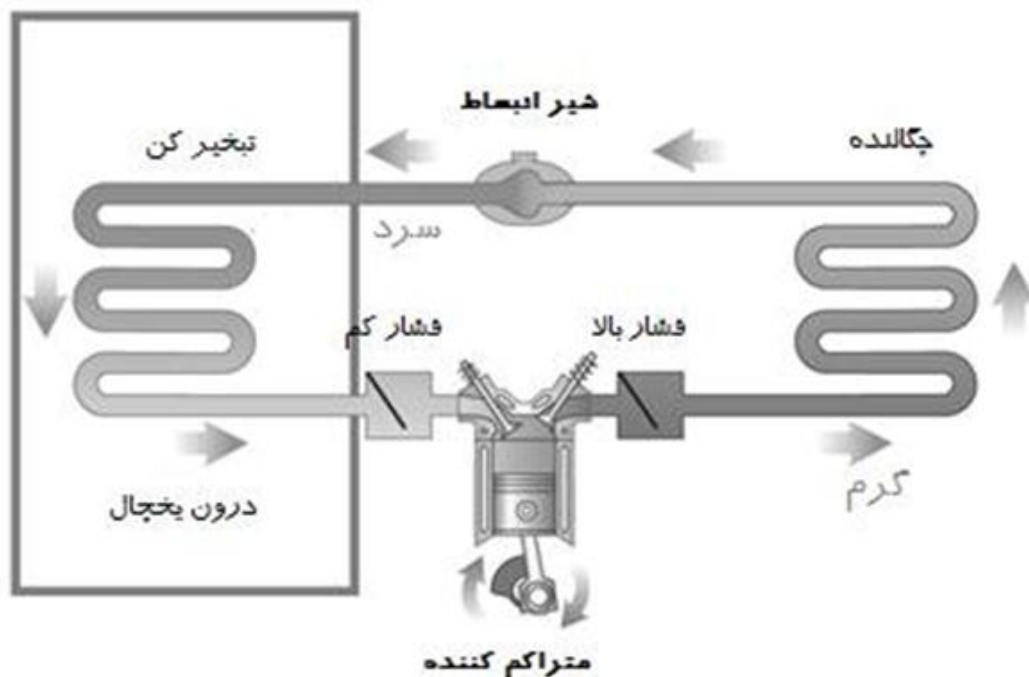 شیر انبساط
چگالنده
تبخیر کن
سرد
فشار بالا
فشار کم
گرم
درون یخچال
متراکم کننده